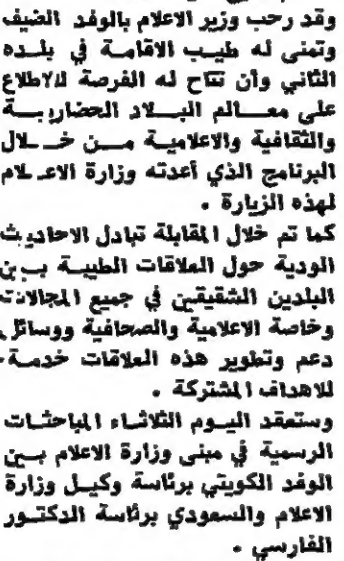 وقد رحب وزير الاعلام بالوفد الضيف
وتمنى له طيب الاقامة في بلده
الثاني وأن تتاح له الفرصة للاطلاع
على معالم البلاد الحضارية
والثقافية والاعلامية من خلال
البرنامج الذي أعدته وزارة الاعلام
لهذه الزيارة .
كما تم خلال المقابلة تبادل الاحاديث
الودية حول العلاقات الطيبة بين
البلدين الشقيقين في جميع المجالات
وخاصة الاعلامية والصحافية ووسائل
دعم وتطوير هذه العلاقات خدمة
للاهداف المشتركة .
وستعقد اليوم الثلاثاء المباحثات
الرسمية في مبنى وزارة الاعلام بين
الوفد الكويتي برئاسة وكيل وزارة
الاعلام والسعودي برئاسة الدكتور
الفارسي .